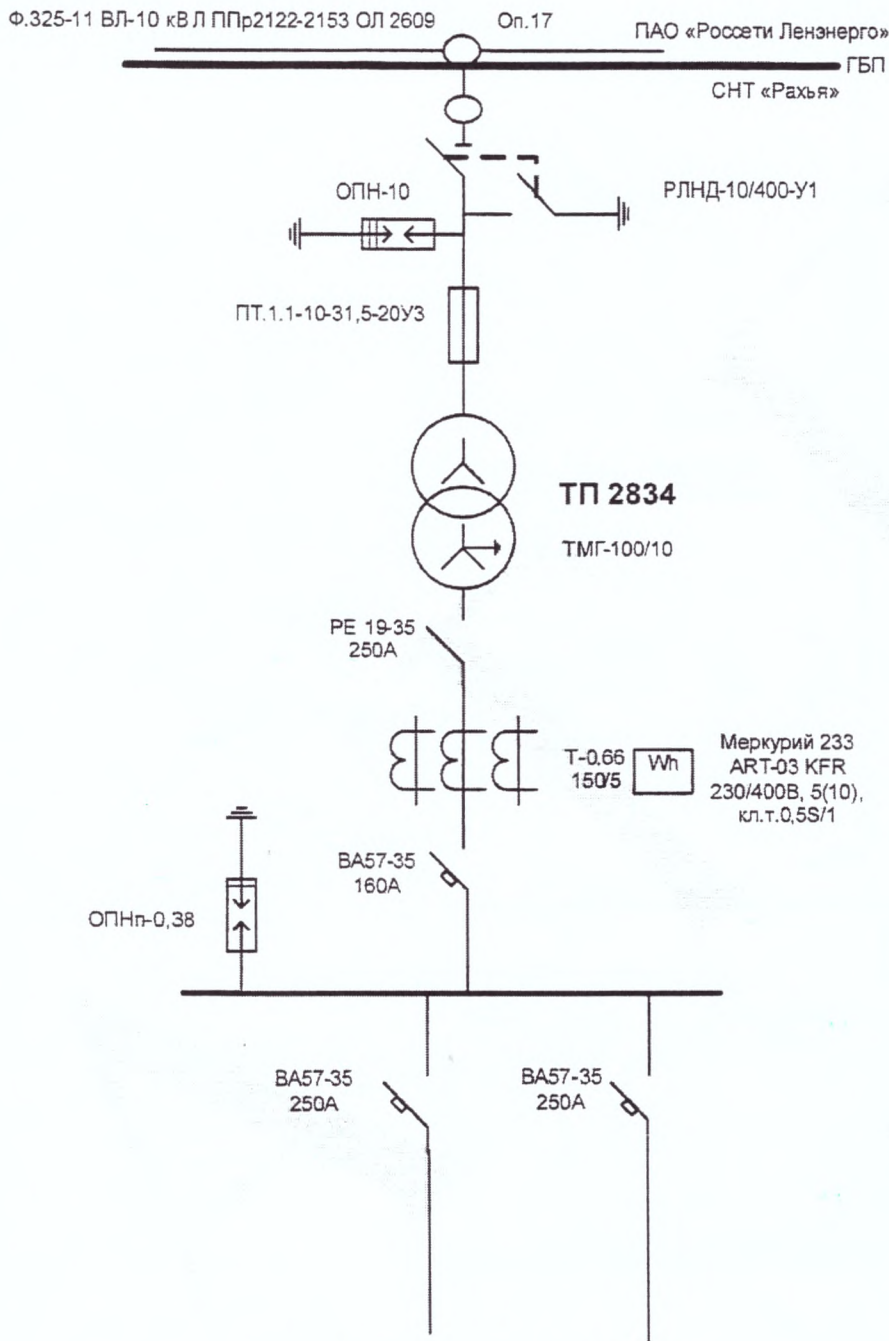 Ф.325-11 ВЛ-10 кВ Л ППр2122-2153 ОЛ 2609 Оп.17
ПАО «Россети Ленэнерго»
ГБП
СНТ «Рахья»
ОПН-10
РЛНД-10/400-У1
ПТ.1.1-10-31,5-20У3
ТП 2834
ТМГ-100/10
РЕ 19-35
250А
Т-0.66
150/5
Wh
Меркурий 233
ART-03 KFR
230/400В, 5(10),
кл.т.0,5S/1
ВА57-35
160А
ОПНп-0,38
ВА57-35
250А
ВА57-35
250А